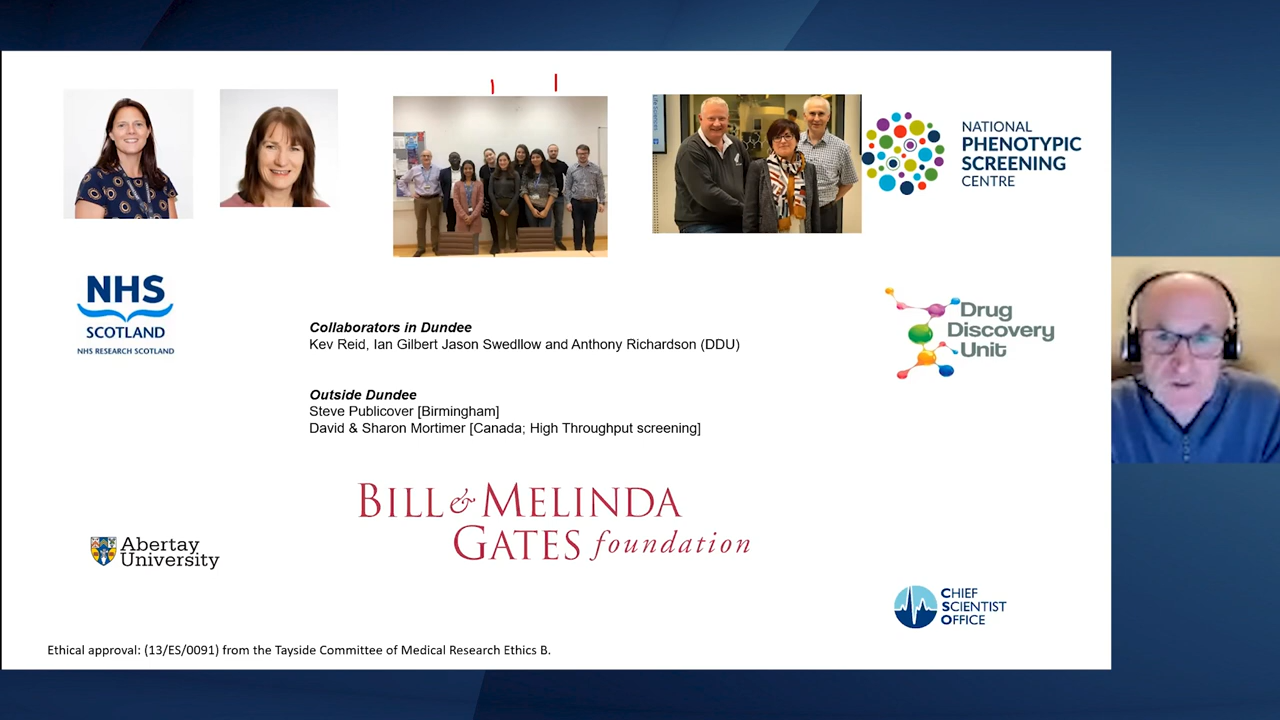 NATIONAL
PHENOTYPIC
SCREENING
CENTRE
NHS
SCOTLAND
NHS RESEARCH SCOTLAND
Collaborators in Dundee
Kev Reid, Ian Gilbert Jason Swedllow and Anthony Richardson (DDU)
Drug
Discovery
Unit
Outside Dundee
Steve Publicover [Birmingham]
David & Sharon Mortimer [Canada; High Throughput screening]
BILL & MELINDA
GATES foundation
Abertay
University
CHIEF
SCIENTIST
OFFICE
Ethical approval: (13/ES/0091) from the Tayside Committee of Medical Research Ethics B.